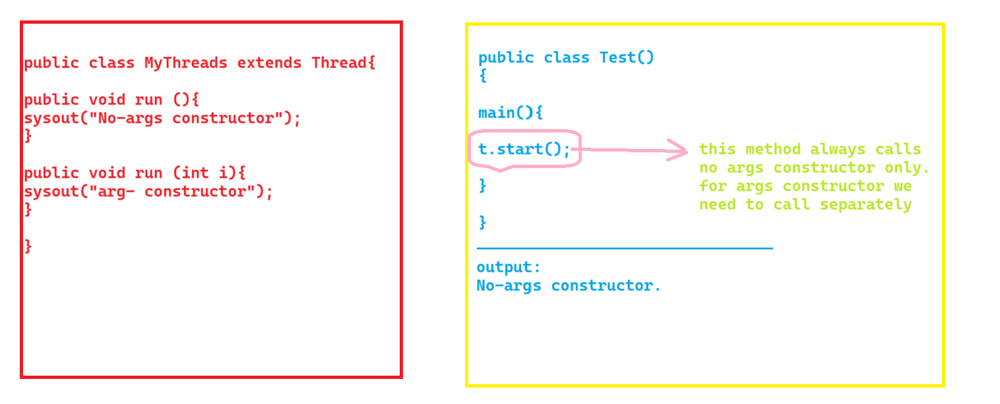 public class MyThreads extends Thread{
public void run (){
sysout("No-args constructor");
}
public void run (int i){
sysout("arg- constructor");
}
}
public class Test()
{
main(){
t.start();
}
}
this method always calls
no args constructor only.
for args constructor we
need to call separately
output:
No-args constructor.